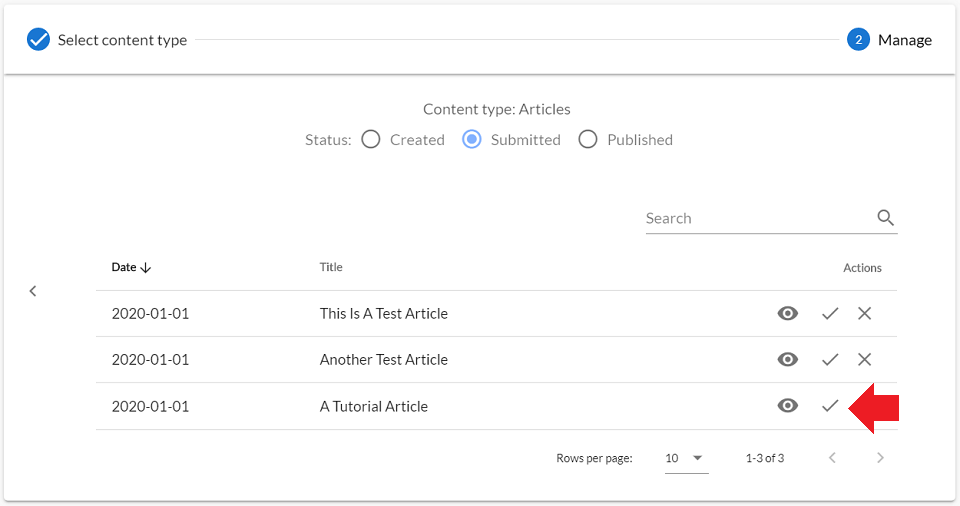 Select content type 2 Manage
Content type: Articles
Status: Created Submitted Published
Search
Date Title Actions
2020-01-01 This Is A Test Article
2020-01-01 Another Test Article
2020-01-01 A Tutorial Article
Rows per page: 10 1-3 of 3